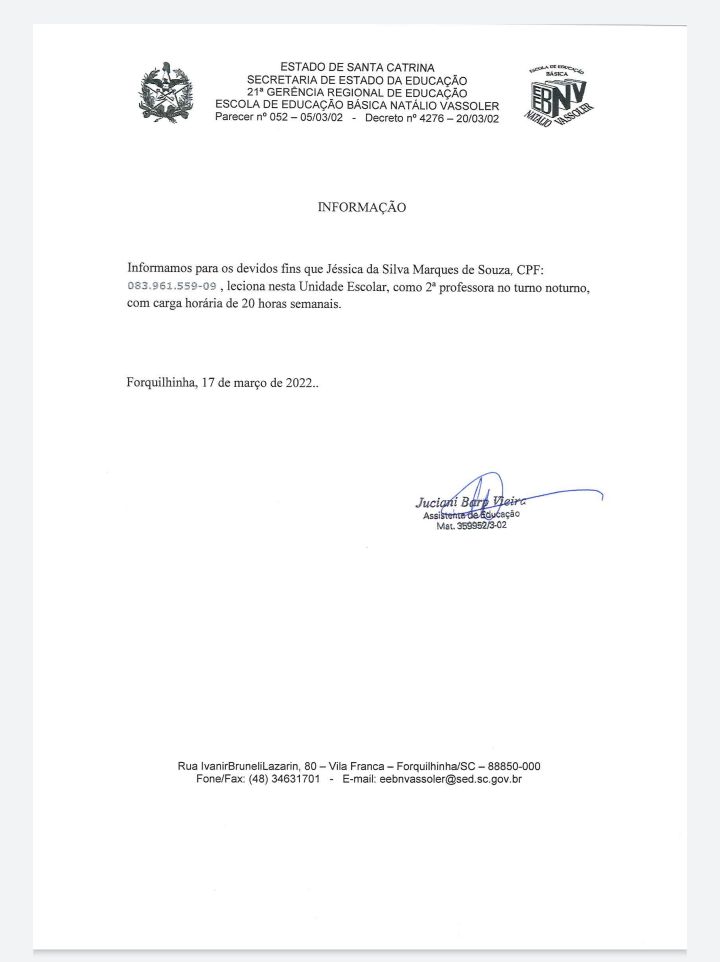 ESTADO DE SANTA CATRINA
SECRETARIA DE ESTADO DA EDUCAÇÃO
21ª GERÊNCIA REGIONAL DE EDUCAÇÃO
ESCOLA DE EDUCAÇÃO BÁSICA NATÁLIO VASSOLER
Parecer nº 052 – 05/03/02 - Decreto nº 4276 – 20/03/02
ESCOLA DE EDUCAÇÃO
BÁSICA
EEB NV
NATALIO VASSOLER
INFORMAÇÃO
Informamos para os devidos fins que Jéssica da Silva Marques de Souza, CPF:
083.961.559-09 , leciona nesta Unidade Escolar, como 2ª professora no turno noturno,
com carga horária de 20 horas semanais.
Forquilhinha, 17 de março de 2022..
Juciani Barp Vieira
Assistente de Educação
Mat. 359952/3-02
Rua IvanirBruneliLazarin, 80 – Vila Franca – Forquilhinha/SC – 88850-000
Fone/Fax: (48) 34631701 - E-mail: eebnvassoler@sed.sc.gov.br